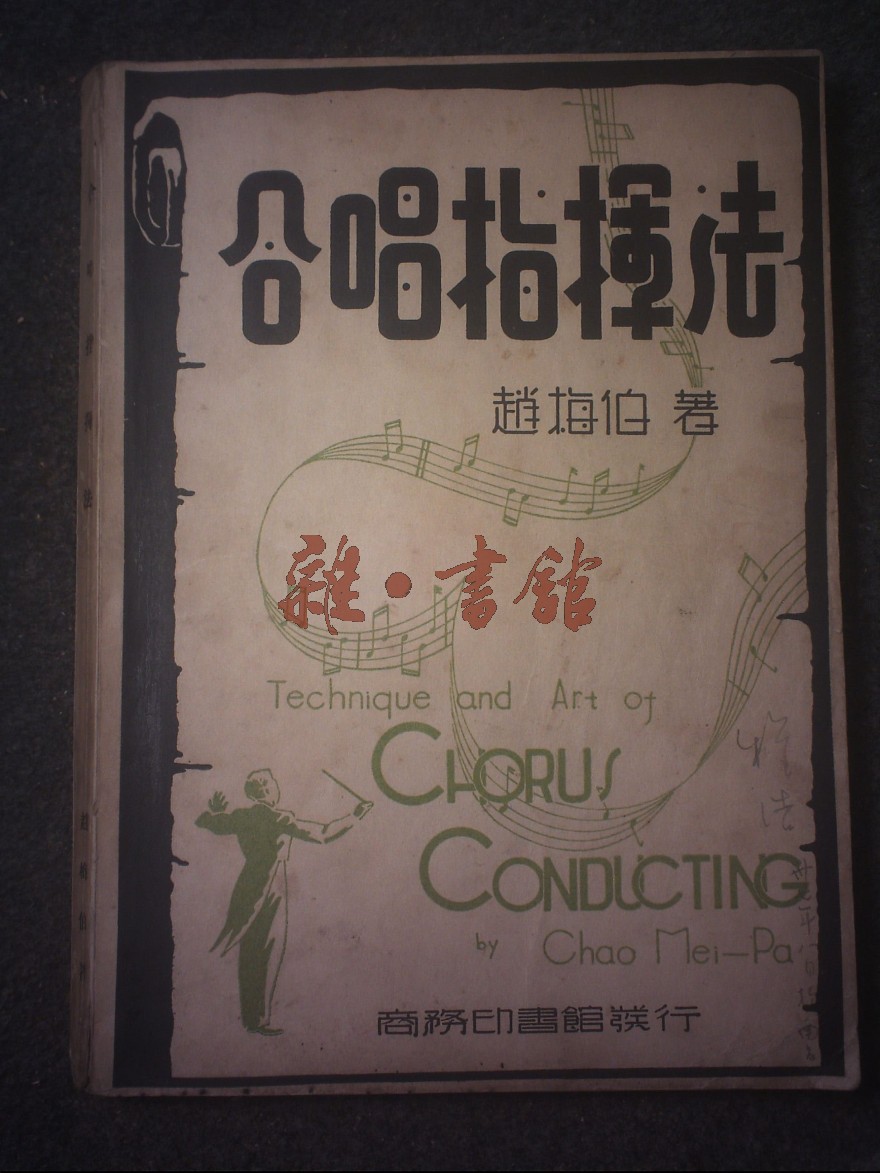 合唱指揮法
趙梅伯 著
雜·書館
Technique and Art of
CHORUS
CONDUCTING
by Chao Mei-Pa
商務印書館發行